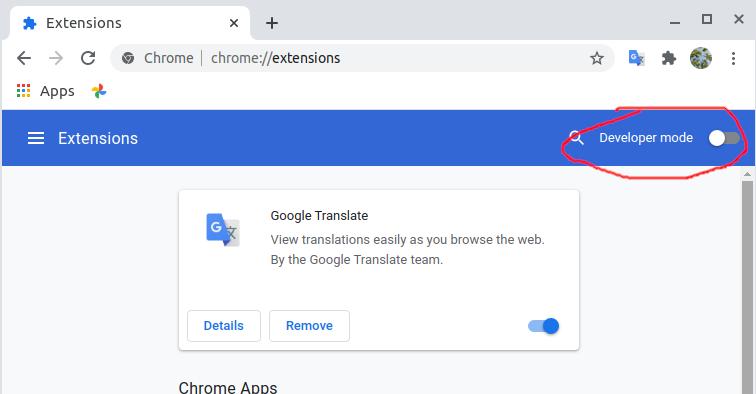 Extensions
Chrome | chrome://extensions
Apps
Extensions
Developer mode
Google Translate
View translations easily as you browse the web.
By the Google Translate team.
Details
Remove
Chrome Apps